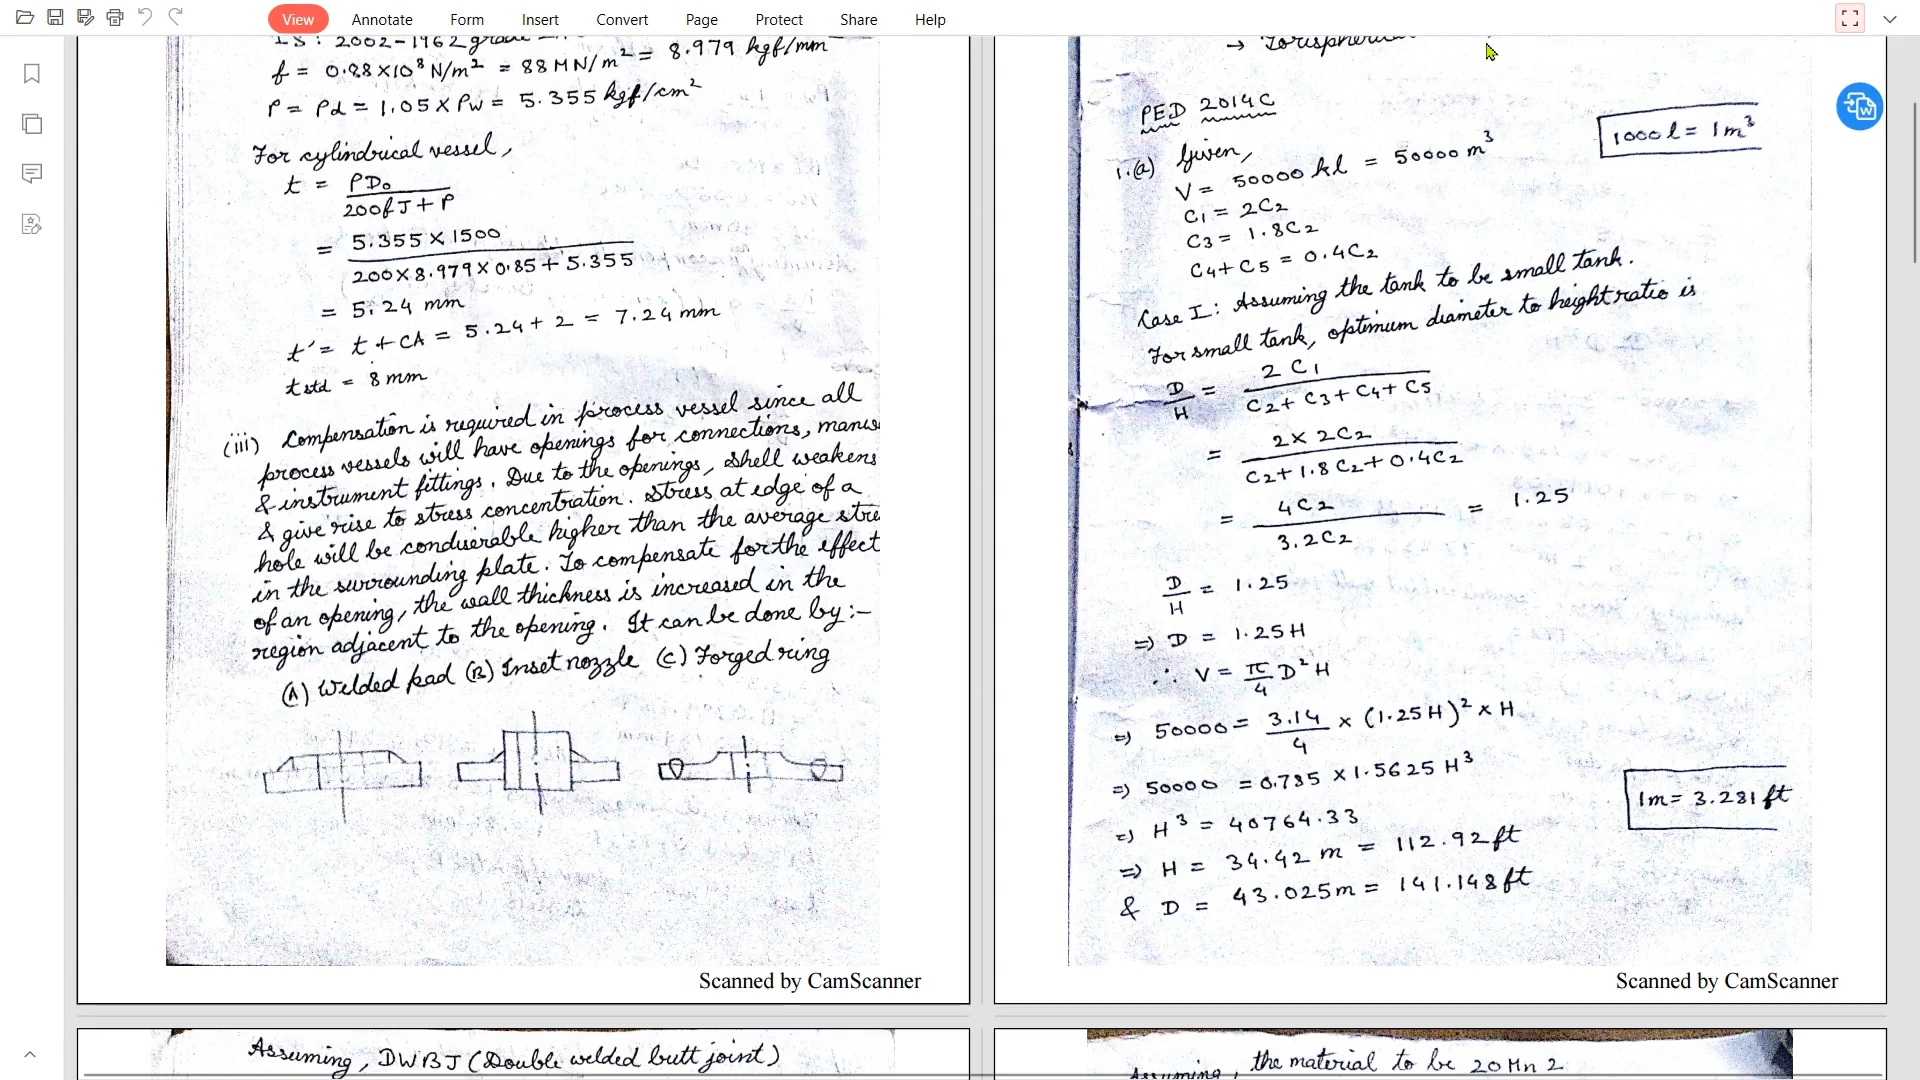 View Annotate Form Insert Convert Page Protect Share Help
IS : 2002-1962 grade
f = 0.98×10⁸ N/m² = 88 MN/m² = 8.979 kgf/mm²
P = Pd = 1.05 × Pw = 5.355 kgf/cm²
For cylindrical vessel,
t = PDo / 200fJ+P
= 5.355 × 1500 / 200×8.979×0.85+5.355
= 5.24 mm
t' = t + CA = 5.24 + 2 = 7.24 mm
tstd = 8 mm
(iii) Compensation is required in process vessel since all
process vessels will have openings for connections,
& instrument fittings. Due to the openings, shell weakens
& give rise to stress concentration. Stress at edge of a
hole will be conduserable higher than the average stre
in the surrounding plate. To compensate for the effect
of an opening, the wall thickness is increased in the
region adjacent to the opening. It can be done by :-
(A) Welded pad (B) Inset nozzle (C) Forged ring
Scanned by CamScanner
Assuming, DWBJ (Double welded butt joint)
→ Torispherical
PED 2014C
1000 l = 1m³
1.(a) Given,
V = 50000 kl = 50000 m³
C1 = 2C2
C3 = 1.8C2
C4+C5 = 0.4C2
Case I : Assuming the tank to be small tank.
For small tank, optimum diameter to height ratio is
D/H = 2C1 / C2+C3+C4+C5
= 2×2C2 / C2+1.8C2+0.4C2
= 4C2 / 3.2C2 = 1.25
D/H = 1.25
=> D = 1.25H
∴ V = π/4 D²H
=> 50000 = 3.14/4 × (1.25H)² × H
=> 50000 = 0.785 × 1.5625 H³
=> H³ = 40764.33
1m = 3.281 ft
=> H = 34.42 m = 112.92 ft
& D = 43.025m = 141.148 ft
Scanned by CamScanner
Assuming, the material to be 20Mn2